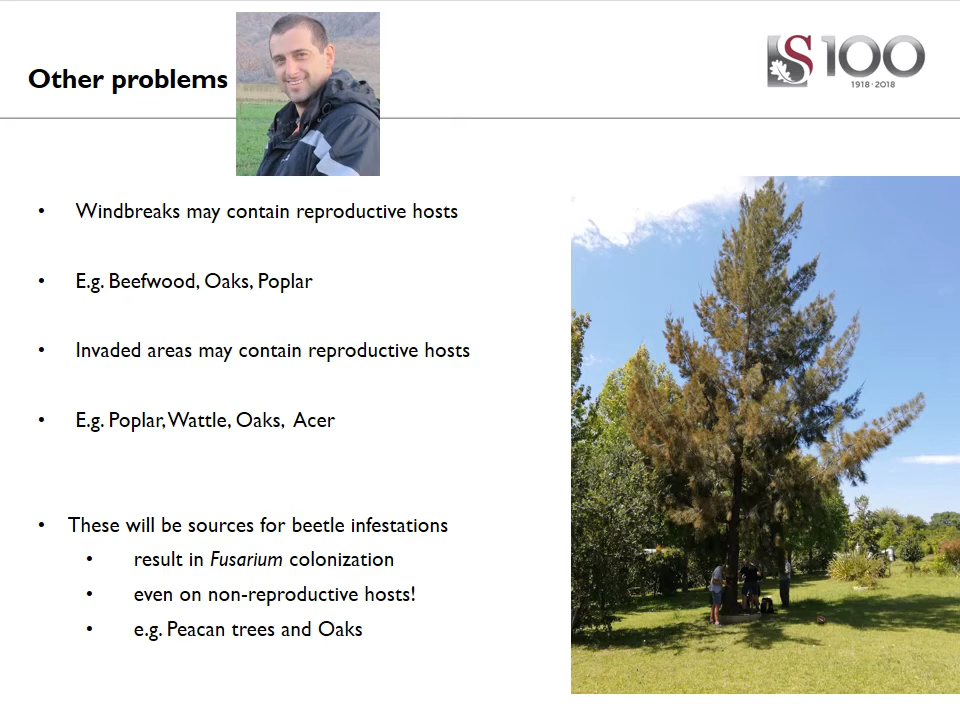 Other problems
S100
1918·2018
• Windbreaks may contain reproductive hosts
• E.g. Beefwood, Oaks, Poplar
• Invaded areas may contain reproductive hosts
• E.g. Poplar, Wattle, Oaks, Acer
• These will be sources for beetle infestations
• result in Fusarium colonization
• even on non-reproductive hosts!
• e.g. Peacan trees and Oaks